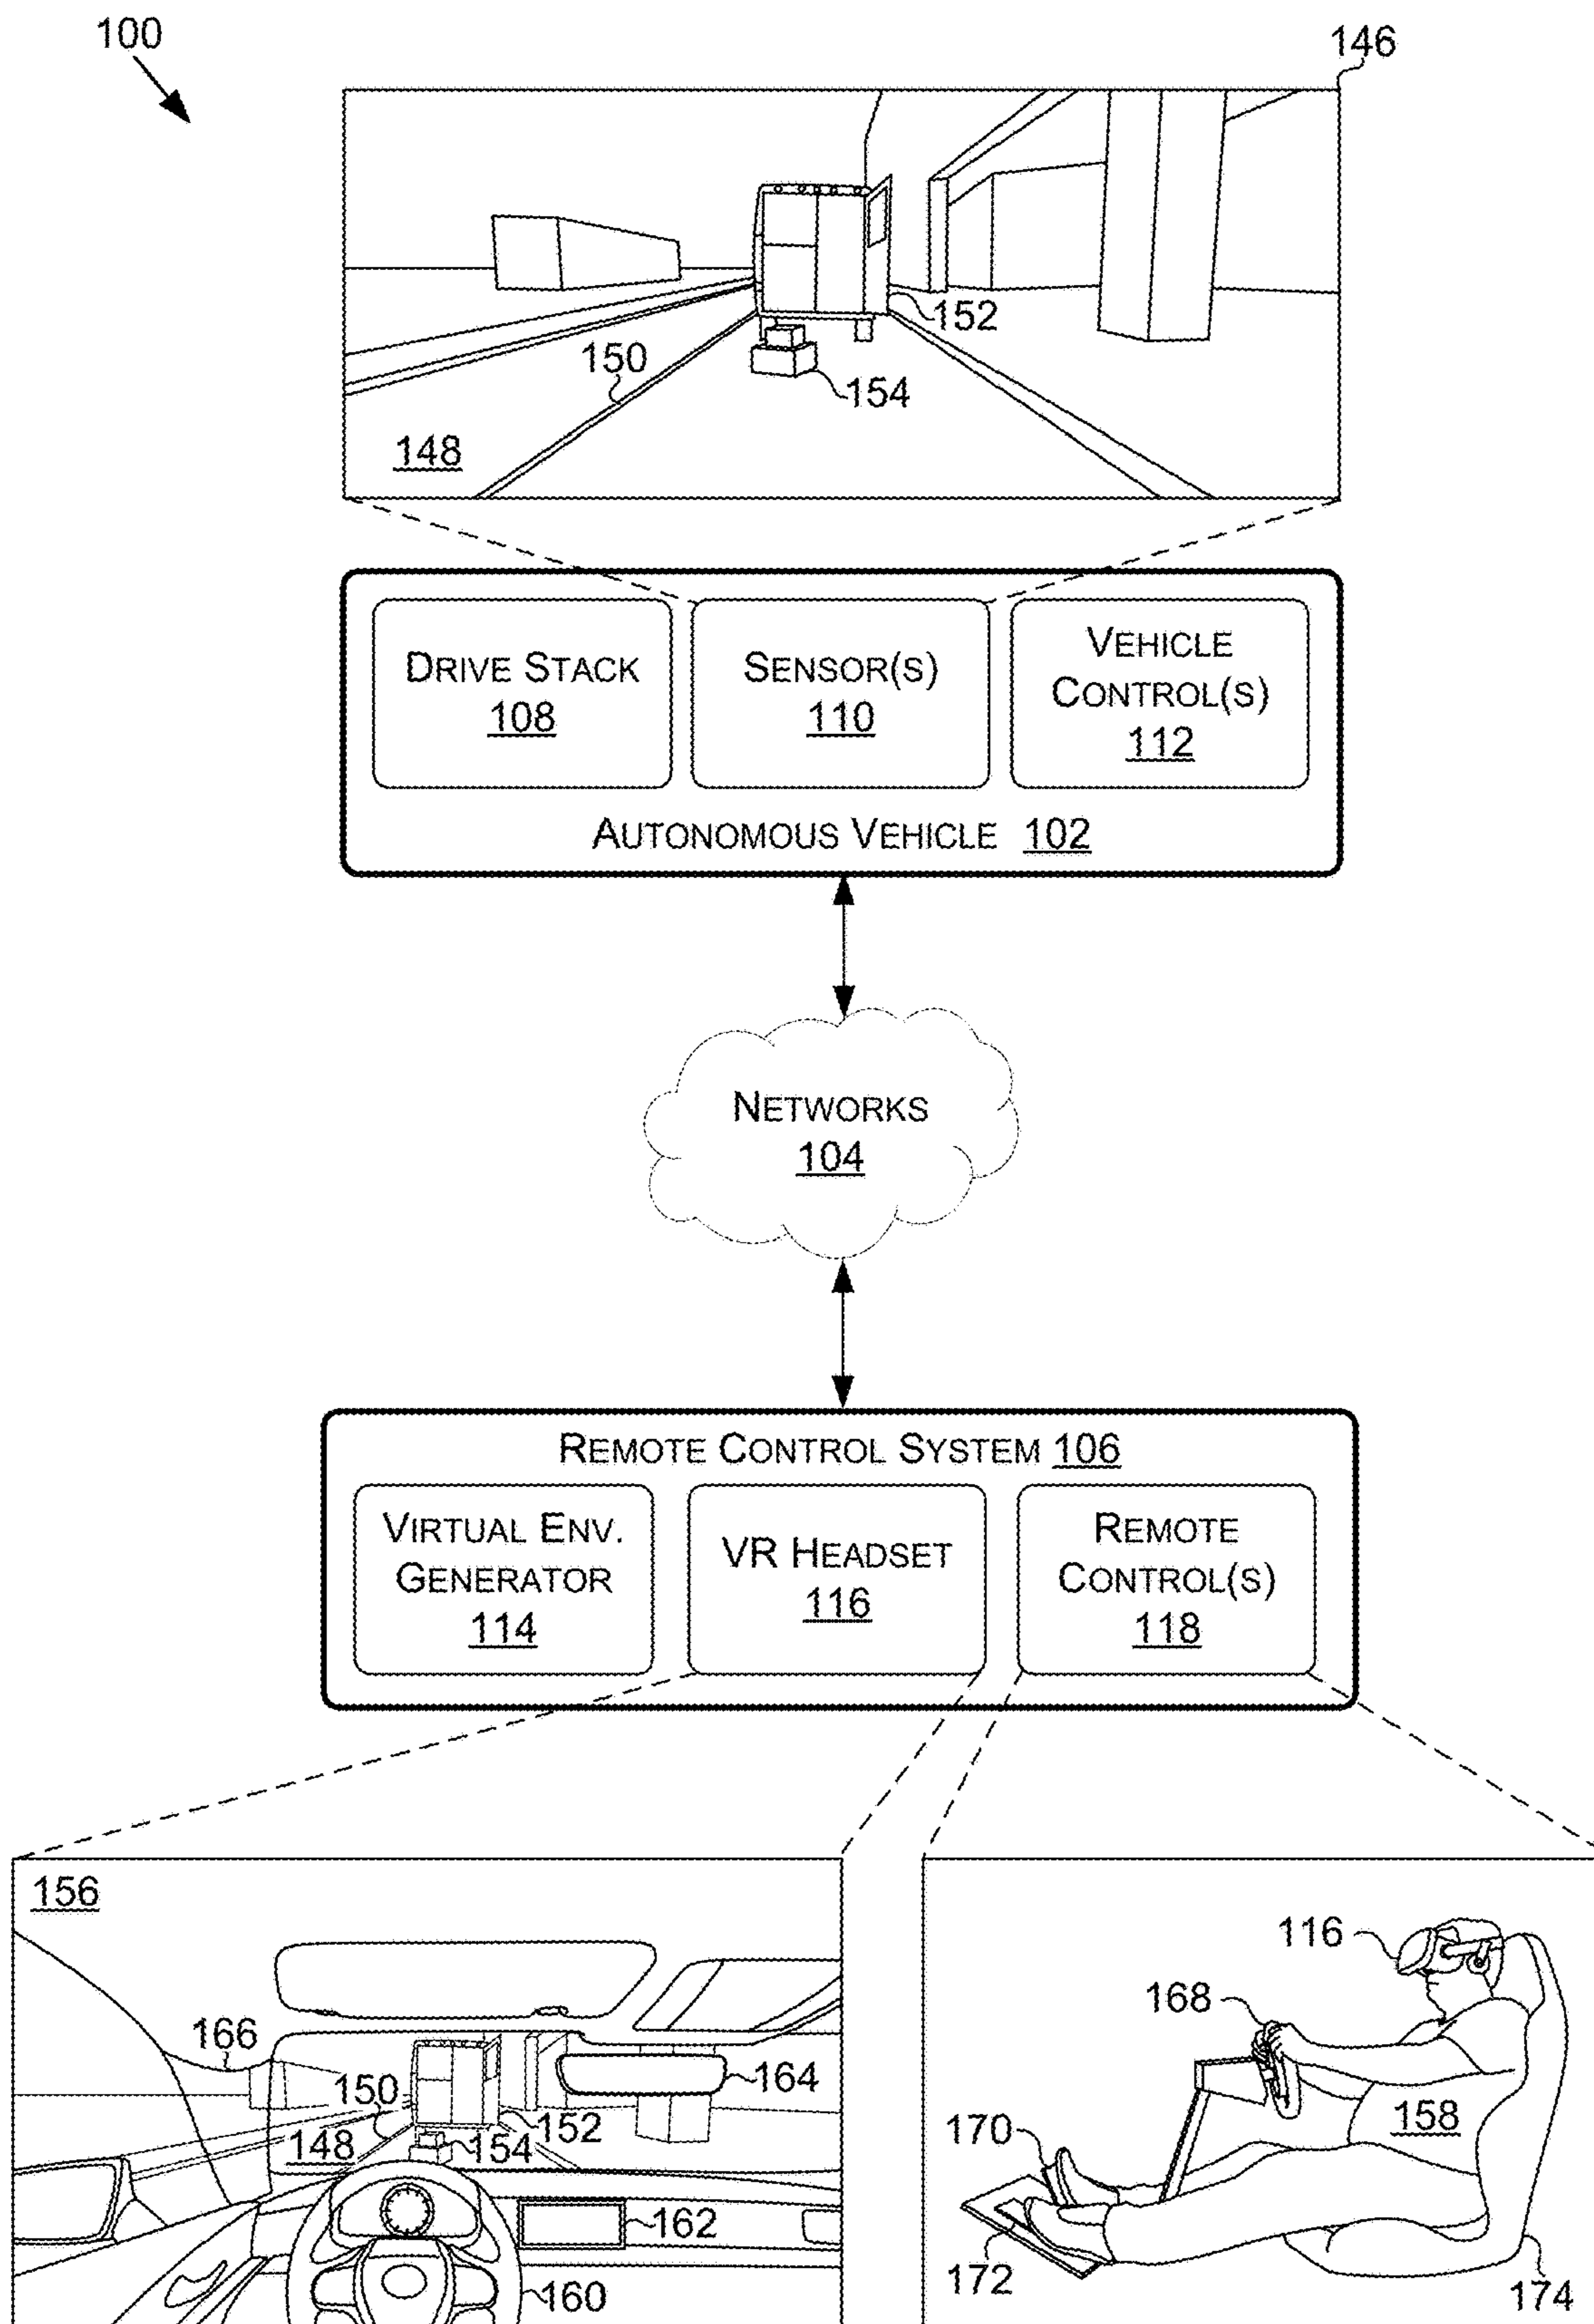 100
146
152
150
154
148
DRIVE STACK
108
SENSOR(S)
110
VEHICLE
CONTROL(S)
112
AUTONOMOUS VEHICLE 102
NETWORKS
104
REMOTE CONTROL SYSTEM 106
VIRTUAL ENV.
GENERATOR
114
VR HEADSET
116
REMOTE
CONTROL(S)
118
156
166
150
164
152
148
154
162
160
116
168
158
170
172
174